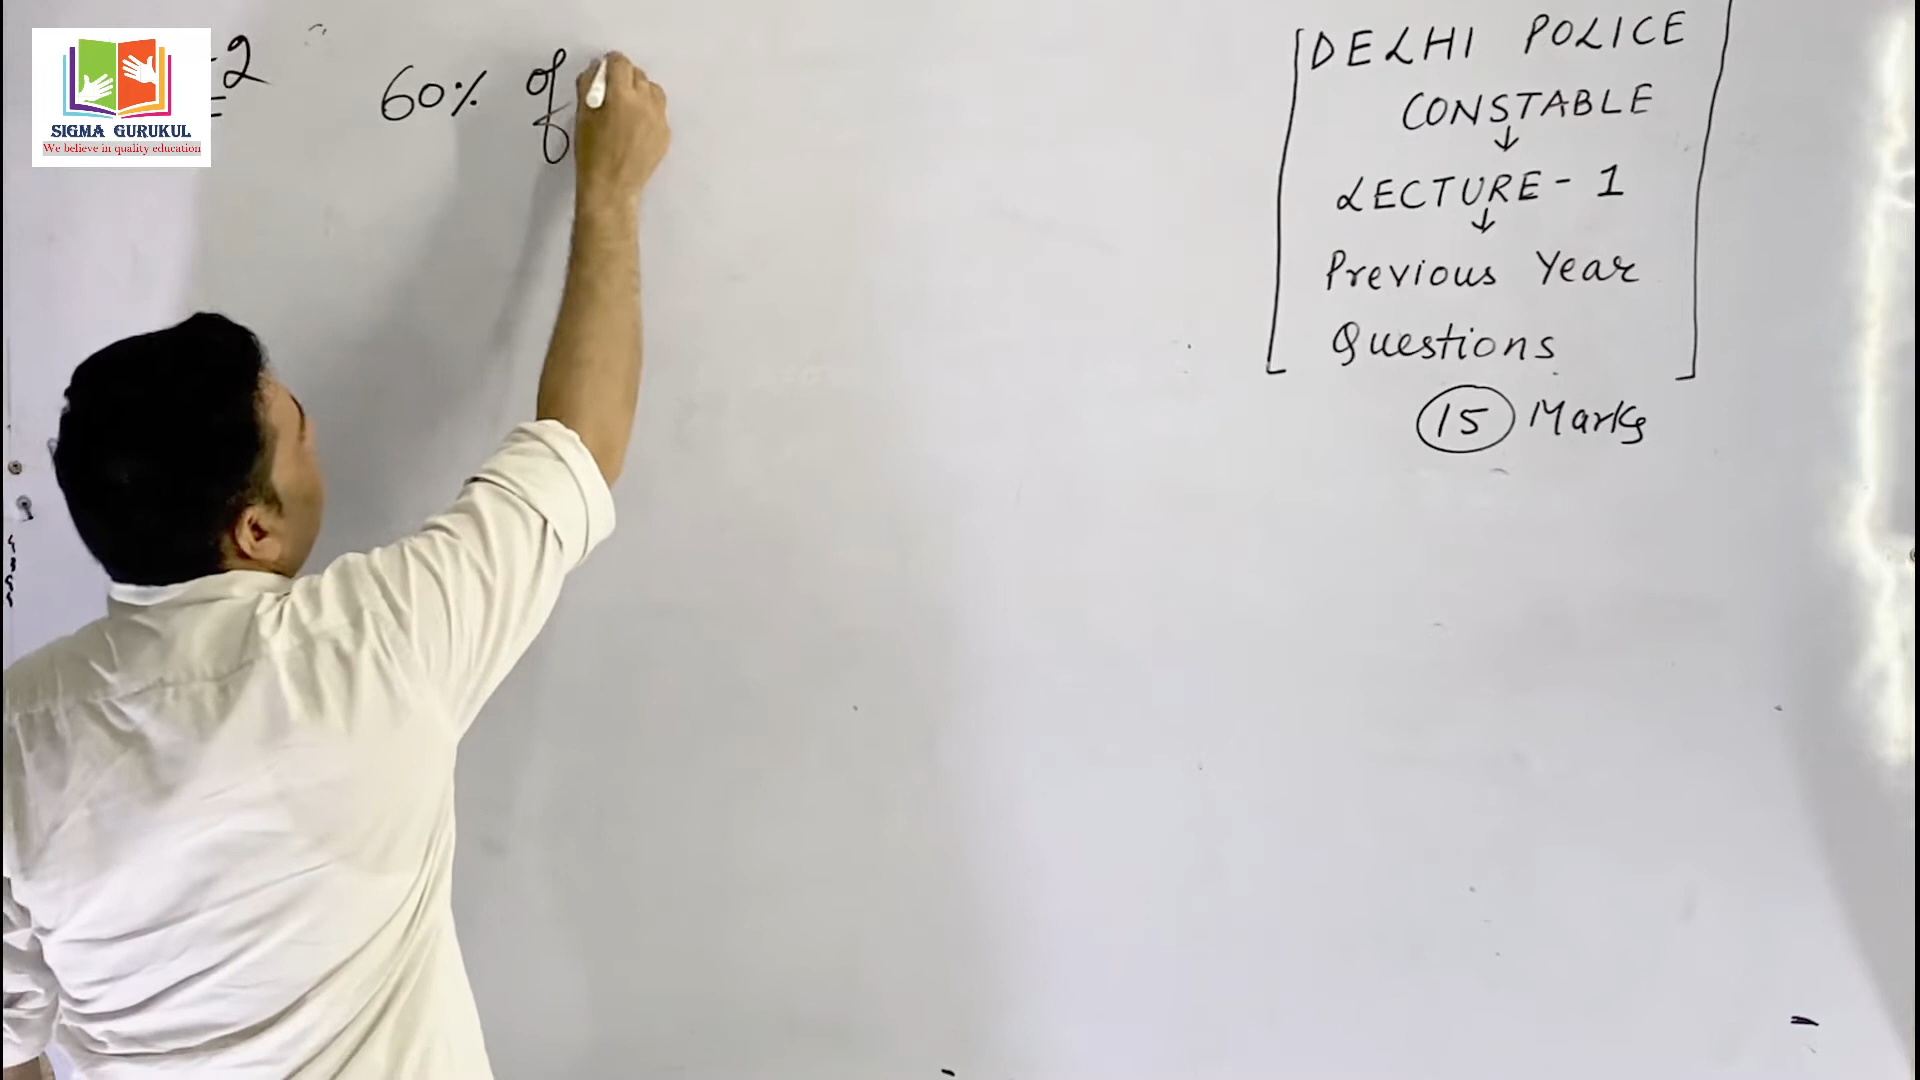 SIGMA GURUKUL
We believe in quality education
-2
60% of
DELHI POLICE
CONSTABLE
↓
LECTURE - 1
↓
Previous Year
Questions
15 Marks